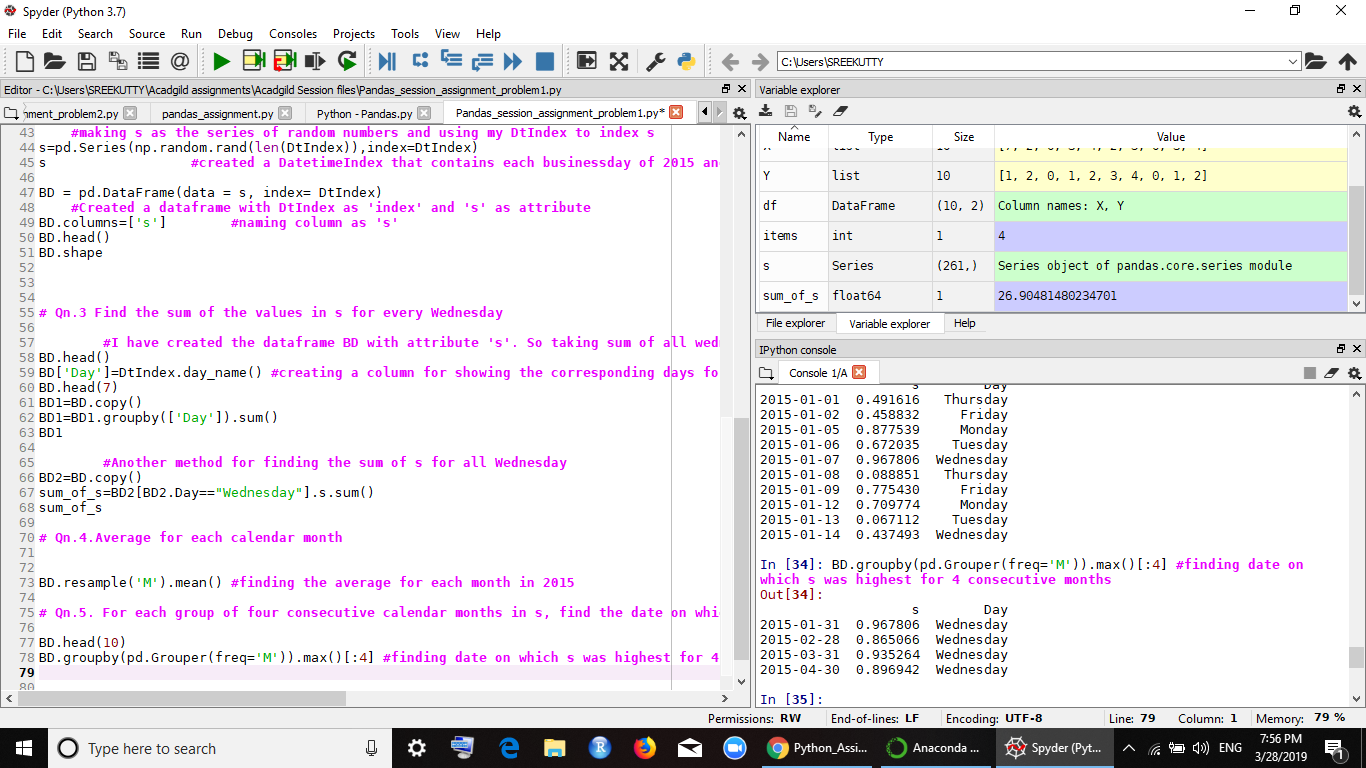 Spyder (Python 3.7)
File Edit Search Source Run Debug Consoles Projects Tools View Help
C:\Users\SREEKUTTY
Editor - C:\Users\SREEKUTTY\Acadgild assignments\Acadgild Session files\Pandas_session_assignment_problem1.py
ment_problem2.py pandas_assignment.py Python - Pandas.py Pandas_session_assignment_problem1.py*
43 #making s as the series of random numbers and using my DtIndex to index s
44 s=pd.Series(np.random.rand(len(DtIndex)),index=DtIndex)
45 s #created a DatetimeIndex that contains each businessday of 2015 an
46
47 BD = pd.DataFrame(data = s, index= DtIndex)
48 #Created a dataframe with DtIndex as 'index' and 's' as attribute
49 BD.columns=['s'] #naming column as 's'
50 BD.head()
51 BD.shape
52
53
54
55 # Qn.3 Find the sum of the values in s for every Wednesday
56
57 #I have created the dataframe BD with attribute 's'. So taking sum of all wed
58 BD.head()
59 BD['Day']=DtIndex.day_name() #creating a column for showing the corresponding days fo
60 BD.head(7)
61 BD1=BD.copy()
62 BD1=BD1.groupby(['Day']).sum()
63 BD1
64
65 #Another method for finding the sum of s for all Wednesday
66 BD2=BD.copy()
67 sum_of_s=BD2[BD2.Day=="Wednesday"].s.sum()
68 sum_of_s
69
70 # Qn.4.Average for each calendar month
71
72
73 BD.resample('M').mean() #finding the average for each month in 2015
74
75 # Qn.5. For each group of four consecutive calendar months in s, find the date on whi
76
77 BD.head(10)
78 BD.groupby(pd.Grouper(freq='M')).max()[:4] #finding date on which s was highest for 4
79
80
Variable explorer
Name Type Size Value
Y list 10 [1, 2, 0, 1, 2, 3, 4, 0, 1, 2]
df DataFrame (10, 2) Column names: X, Y
items int 1 4
s Series (261,) Series object of pandas.core.series module
sum_of_s float64 1 26.90481480234701
File explorer Variable explorer Help
IPython console
Console 1/A
s Day
2015-01-01 0.491616 Thursday
2015-01-02 0.458832 Friday
2015-01-05 0.877539 Monday
2015-01-06 0.672035 Tuesday
2015-01-07 0.967806 Wednesday
2015-01-08 0.088851 Thursday
2015-01-09 0.775430 Friday
2015-01-12 0.709774 Monday
2015-01-13 0.067112 Tuesday
2015-01-14 0.437493 Wednesday
In [34]: BD.groupby(pd.Grouper(freq='M')).max()[:4] #finding date on
which s was highest for 4 consecutive months
Out[34]:
s Day
2015-01-31 0.967806 Wednesday
2015-02-28 0.865066 Wednesday
2015-03-31 0.935264 Wednesday
2015-04-30 0.896942 Wednesday
In [35]:
Permissions: RW End-of-lines: LF Encoding: UTF-8 Line: 79 Column: 1 Memory: 79 %
Type here to search
Python_Assi... Anaconda ... Spyder (Pyt... ENG 7:56 PM
3/28/2019